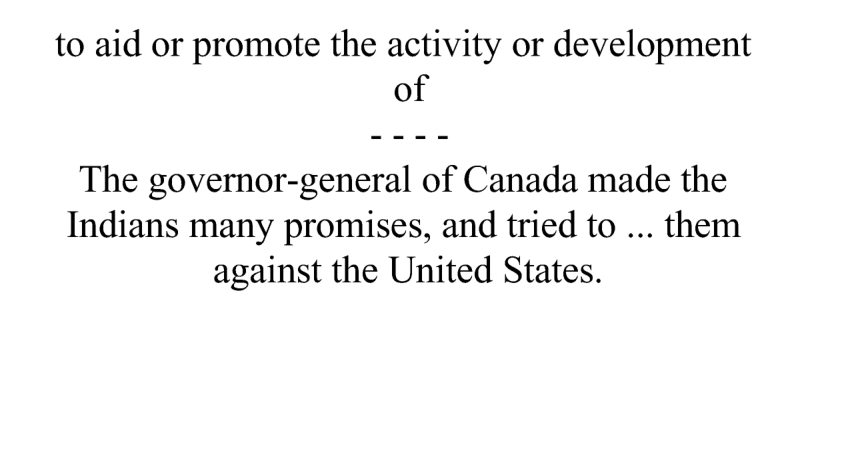 to aid or promote the activity or development
of
- - - -
The governor-general of Canada made the
Indians many promises, and tried to ... them
against the United States.